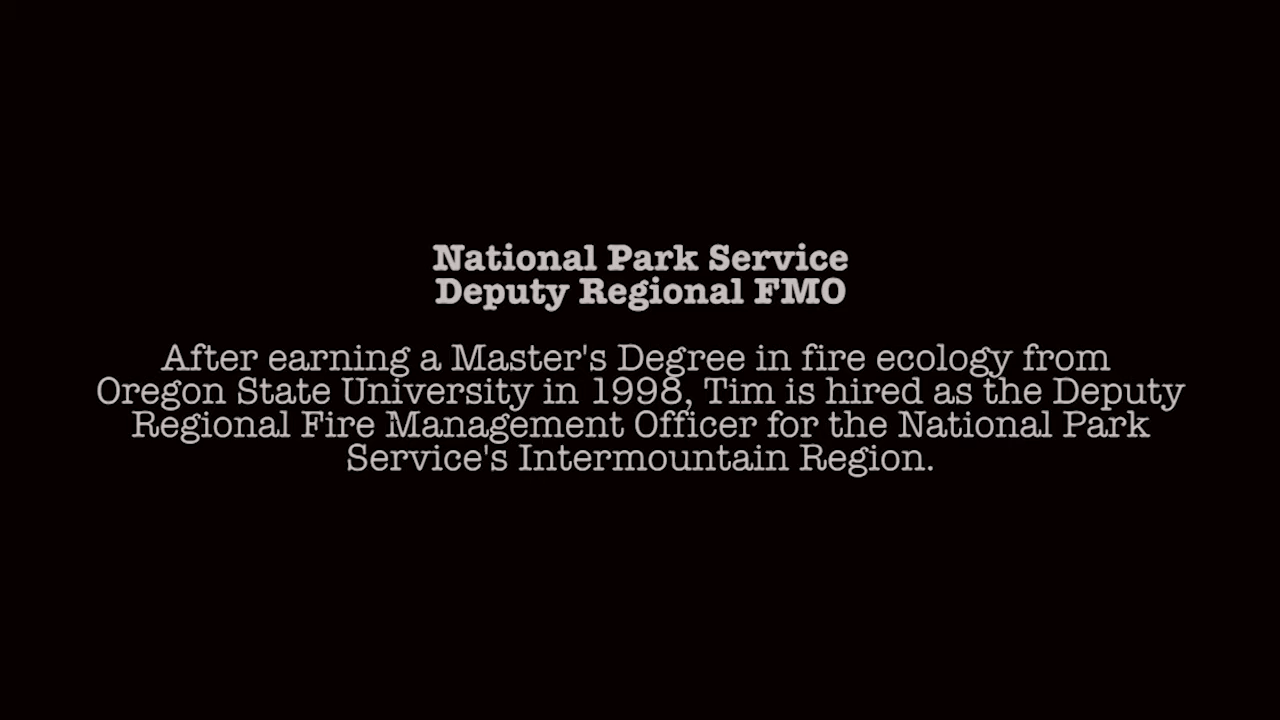 National Park Service
Deputy Regional FMO
After earning a Master's Degree in fire ecology from
Oregon State University in 1998, Tim is hired as the Deputy
Regional Fire Management Officer for the National Park
Service's Intermountain Region.